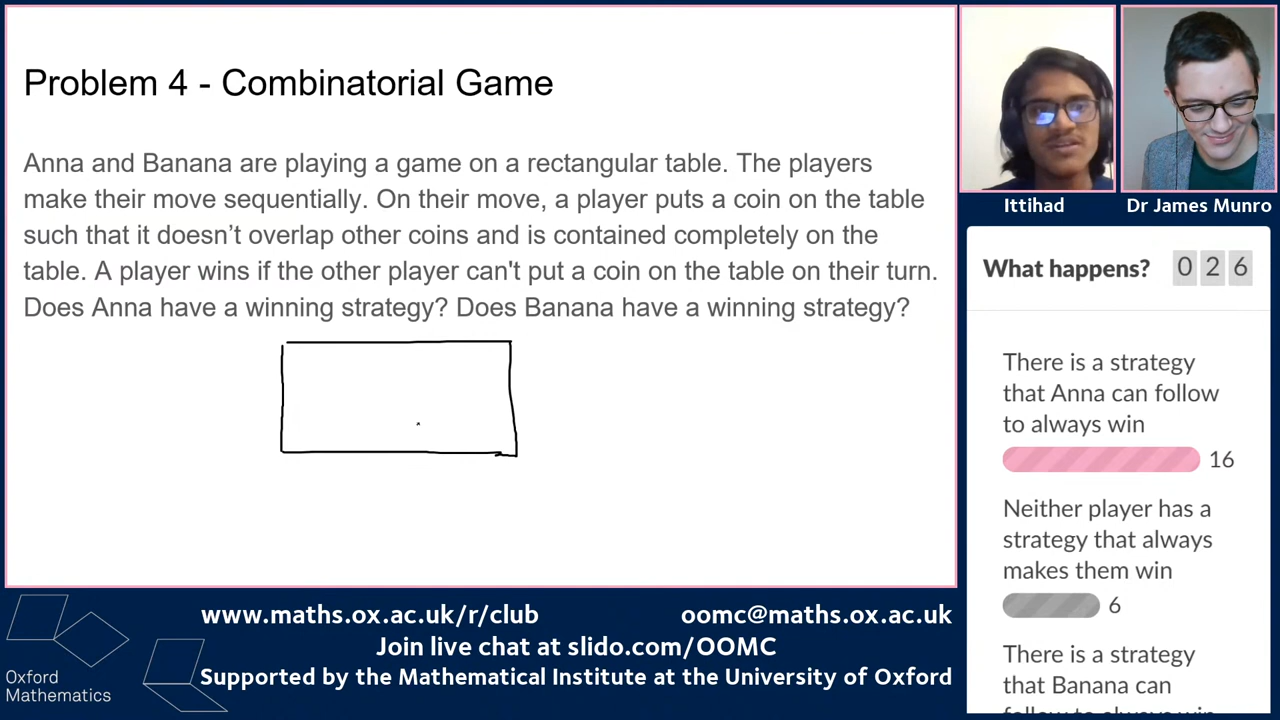 Problem 4 - Combinatorial Game
Anna and Banana are playing a game on a rectangular table. The players
make their move sequentially. On their move, a player puts a coin on the table
such that it doesn't overlap other coins and is contained completely on the
table. A player wins if the other player can't put a coin on the table on their turn.
Does Anna have a winning strategy? Does Banana have a winning strategy?
Ittihad
Dr James Munro
What happens? 0 2 6
There is a strategy
that Anna can follow
to always win
16
Neither player has a
strategy that always
makes them win
6
There is a strategy
that Banana can
follow to always win
www.maths.ox.ac.uk/r/club oomc@maths.ox.ac.uk
Join live chat at slido.com/OOMC
Supported by the Mathematical Institute at the University of Oxford
Oxford
Mathematics